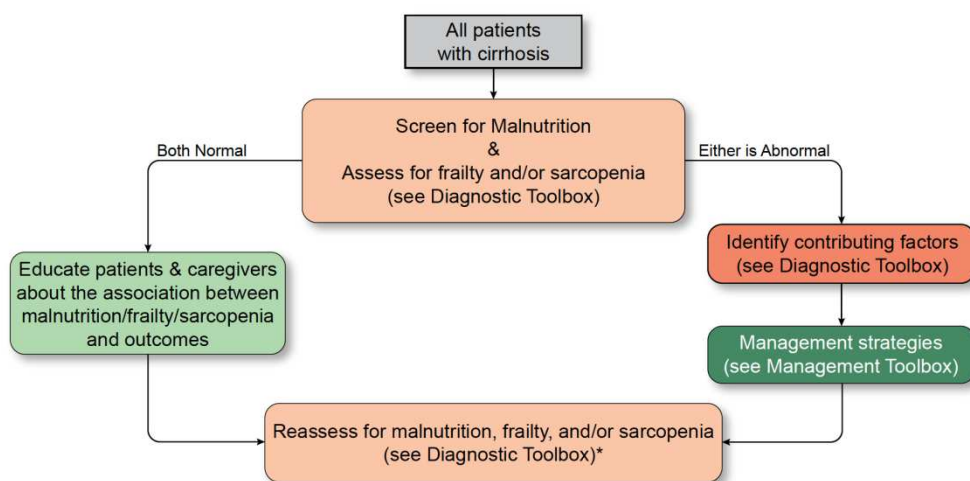 All patients
with cirrhosis
Screen for Malnutrition
&
Assess for frailty and/or sarcopenia
(see Diagnostic Toolbox)
Both Normal
Either is Abnormal
Educate patients & caregivers
about the association between
malnutrition/frailty/sarcopenia
and outcomes
Identify contributing factors
(see Diagnostic Toolbox)
Management strategies
(see Management Toolbox)
Reassess for malnutrition, frailty, and/or sarcopenia
(see Diagnostic Toolbox)*